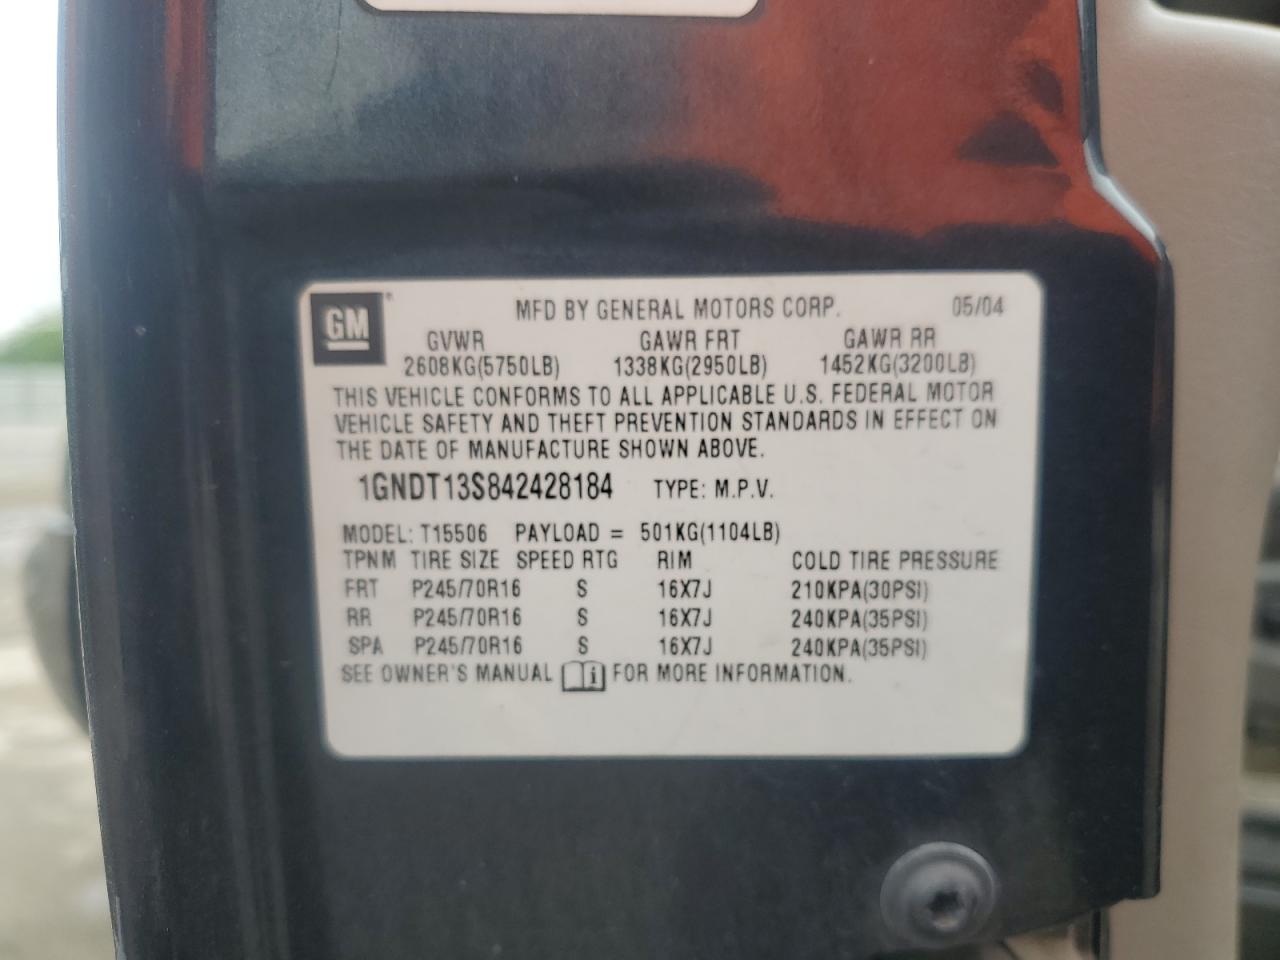 GM
MFD BY GENERAL MOTORS CORP. 05/04
GVWR GAWR FRT GAWR RR
2608KG(5750LB) 1338KG(2950LB) 1452KG(3200LB)
THIS VEHICLE CONFORMS TO ALL APPLICABLE U.S. FEDERAL MOTOR
VEHICLE SAFETY AND THEFT PREVENTION STANDARDS IN EFFECT ON
THE DATE OF MANUFACTURE SHOWN ABOVE.
1GNDT13S842428184 TYPE: M.P.V.
MODEL: T15506 PAYLOAD = 501KG(1104LB)
TPNM TIRE SIZE SPEED RTG RIM COLD TIRE PRESSURE
FRT P245/70R16 S 16X7J 210KPA(30PSI)
RR P245/70R16 S 16X7J 240KPA(35PSI)
SPA P245/70R16 S 16X7J 240KPA(35PSI)
SEE OWNER'S MANUAL i FOR MORE INFORMATION.